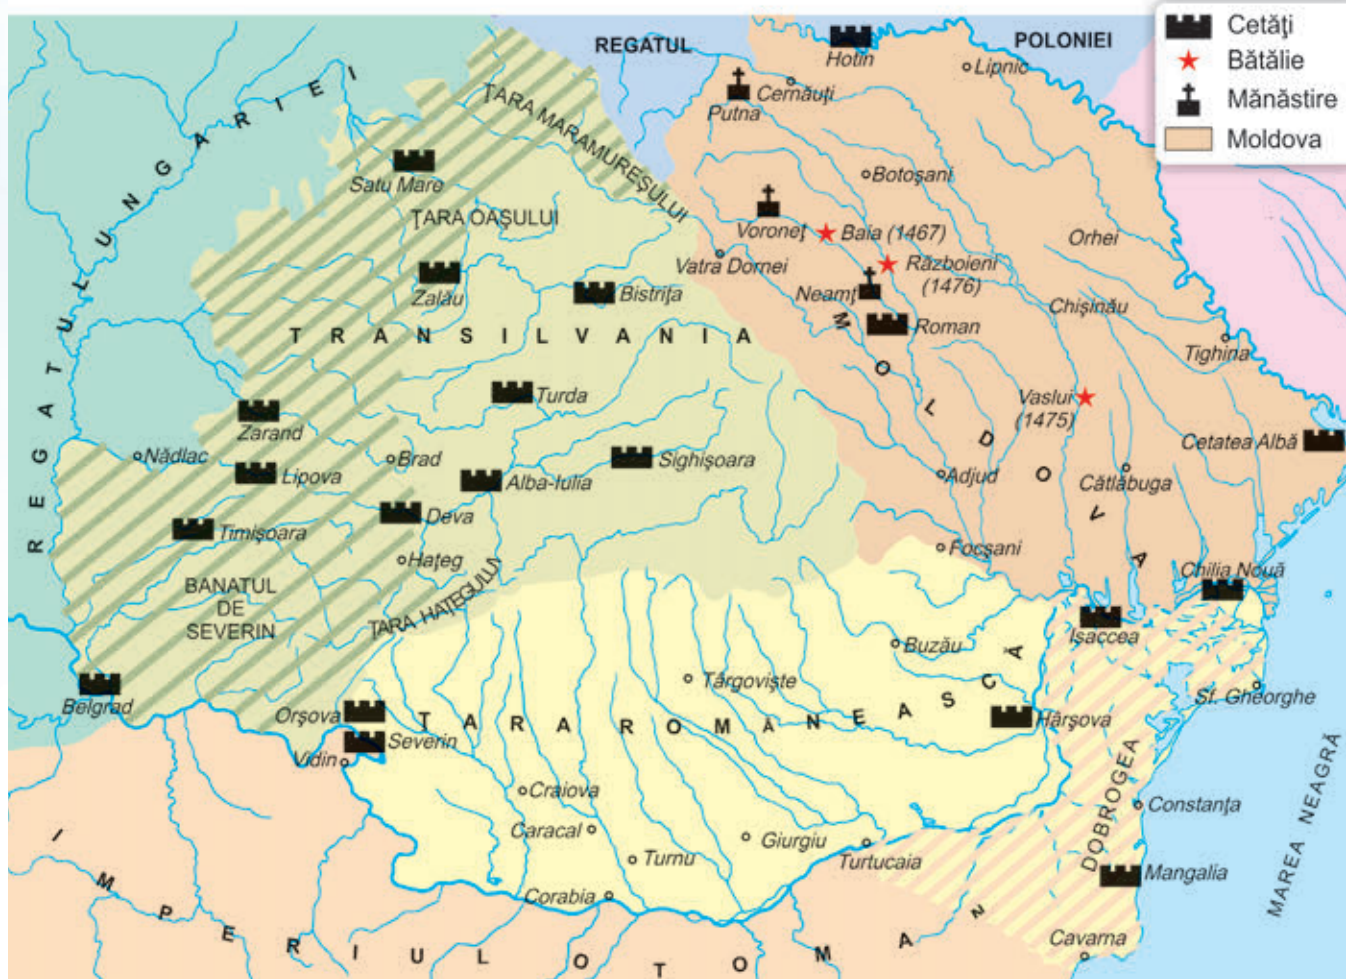 Cetăţi
Bătălie
Mănăstire
Moldova
REGATUL POLONIEI
REGATUL UNGARIEI
Hotin
Lipnic
Cernăuţi
Putna
ŢARA MARAMUREŞULUI
Satu Mare
Botoşani
ŢARA OAŞULUI
Voroneţ
Baia (1467)
Orhei
Vatra Dornei
Războieni
(1476)
Zalău
Bistriţa
Neamţ
Chişinău
Roman
TRANSILVANIA
MOLDOVA
Tighina
Turda
Vaslui
(1475)
Zarand
Cetatea Albă
Nădlac
Brad
Sighişoara
Lipova
Alba-Iulia
Adjud
Cătlăbuga
Deva
Timişoara
Focşani
Haţeg
Chilia Nouă
BANATUL
DE
SEVERIN
ŢARA HAŢEGULUI
Isaccea
Buzău
Belgrad
Târgovişte
Sf. Gheorghe
Orşova
ŢARA ROMÂNEASCĂ
Hârşova
Severin
Vidin
DOBROGEA
MAREA NEAGRĂ
Craiova
Constanţa
Caracal
Giurgiu
Turnu
Turtucaia
Mangalia
Corabia
IMPERIUL OTOMAN
Cavarna